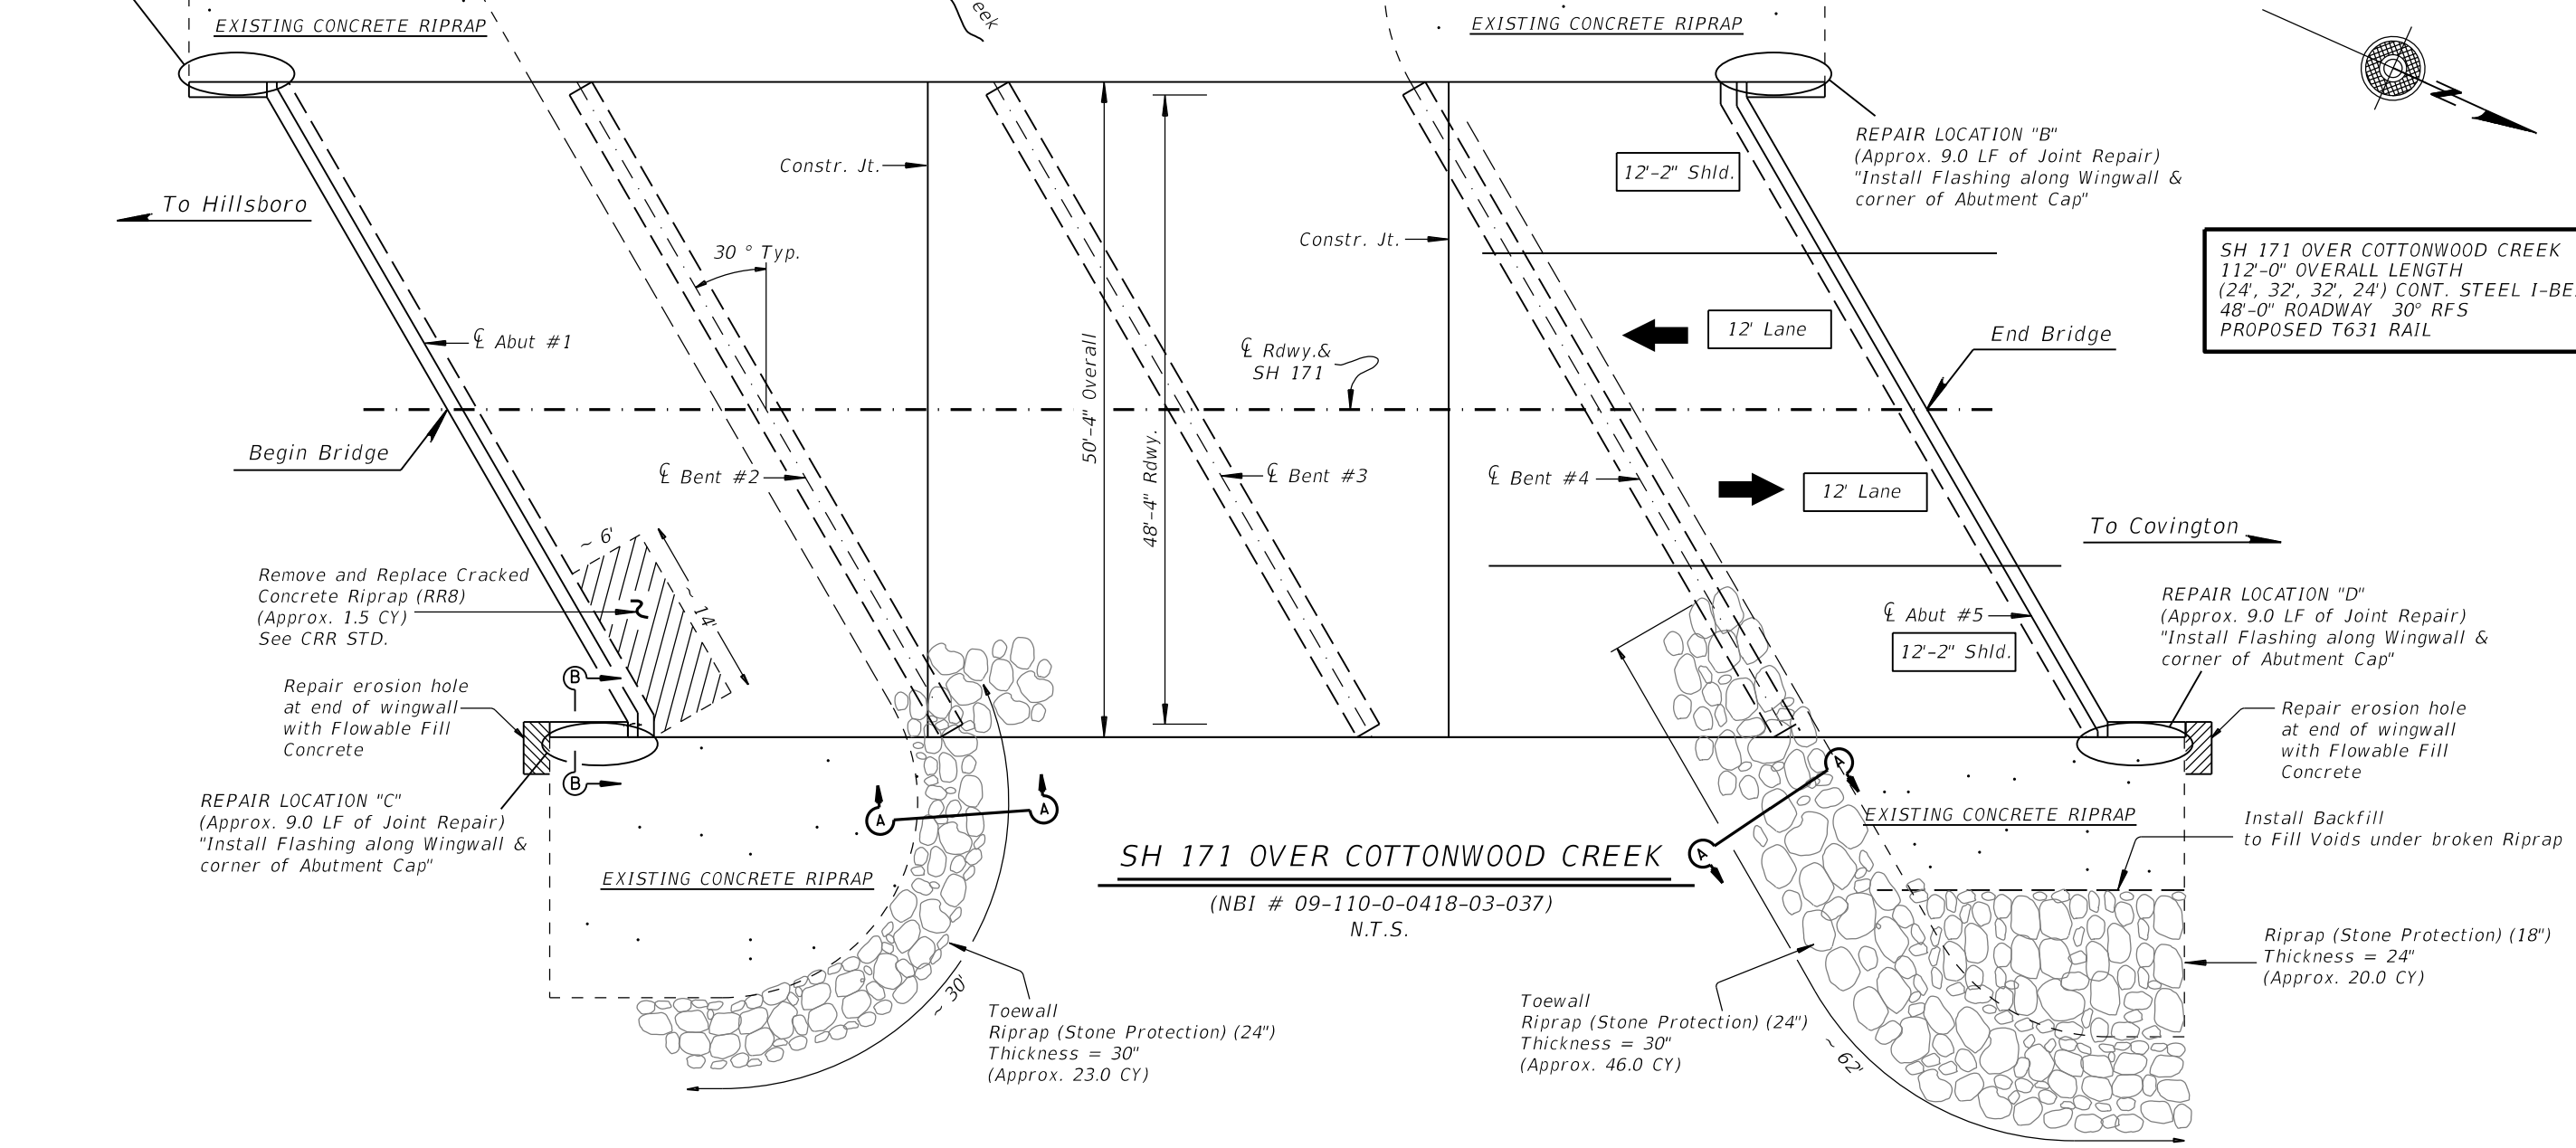 EXISTING CONCRETE RIPRAP
eek
EXISTING CONCRETE RIPRAP
REPAIR LOCATION "B"
(Approx. 9.0 LF of Joint Repair)
"Install Flashing along Wingwall &
corner of Abutment Cap"
Constr. Jt.
12'-2" Shld.
To Hillsboro
30 ° Typ.
Constr. Jt.
SH 171 OVER COTTONWOOD CREEK
112'-0" OVERALL LENGTH
(24', 32', 32', 24') CONT. STEEL I-BE
48'-0" ROADWAY 30° RFS
PROPOSED T631 RAIL
℄ Abut #1
50'-4" Overall
48'-4" Rdwy.
℄ Rdwy.&
SH 171
12' Lane
End Bridge
Begin Bridge
℄ Bent #2
℄ Bent #3
℄ Bent #4
12' Lane
To Covington
~ 6'
~ 14'
Remove and Replace Cracked
Concrete Riprap (RR8)
(Approx. 1.5 CY)
See CRR STD.
℄ Abut #5
12'-2" Shld.
REPAIR LOCATION "D"
(Approx. 9.0 LF of Joint Repair)
"Install Flashing along Wingwall &
corner of Abutment Cap"
Repair erosion hole
at end of wingwall
with Flowable Fill
Concrete
B
B
Repair erosion hole
at end of wingwall
with Flowable Fill
Concrete
REPAIR LOCATION "C"
(Approx. 9.0 LF of Joint Repair)
"Install Flashing along Wingwall &
corner of Abutment Cap"
A
A
A
A
EXISTING CONCRETE RIPRAP
Install Backfill
to Fill Voids under broken Riprap
EXISTING CONCRETE RIPRAP
SH 171 OVER COTTONWOOD CREEK
(NBI # 09-110-0-0418-03-037)
N.T.S.
Riprap (Stone Protection) (18")
Thickness = 24"
(Approx. 20.0 CY)
~ 30'
Toewall
Riprap (Stone Protection) (24")
Thickness = 30"
(Approx. 23.0 CY)
Toewall
Riprap (Stone Protection) (24")
Thickness = 30"
(Approx. 46.0 CY)
~ 62'